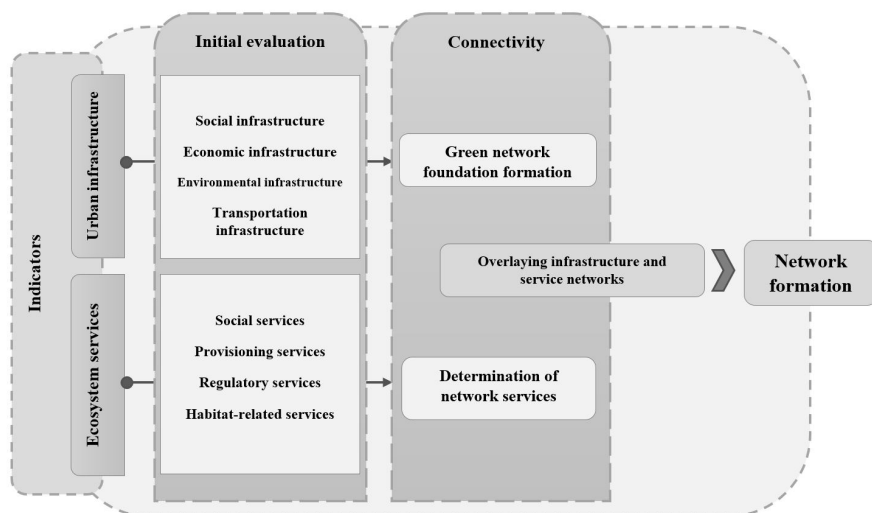 Indicators
Urban infrastructure
Ecosystem services
Initial evaluation
Social infrastructure
Economic infrastructure
Environmental infrastructure
Transportation
infrastructure
Social services
Provisioning services
Regulatory services
Habitat-related services
Connectivity
Green network
foundation formation
Overlaying infrastructure and
service networks
Determination of
network services
Network
formation